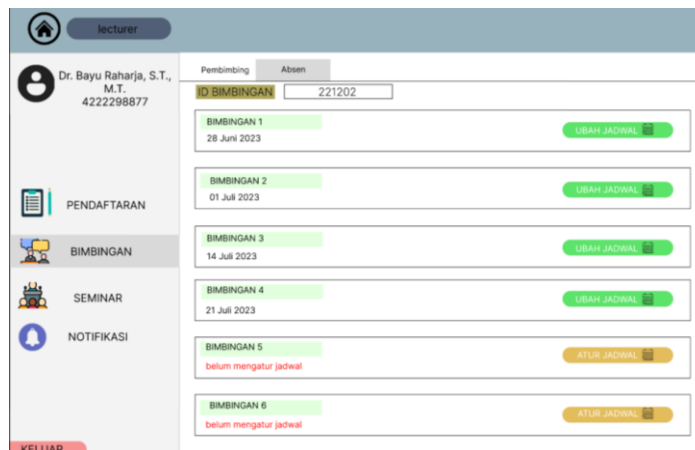 lecturer
Dr. Bayu Raharja, S.T.,
M.T.
4222298877
PENDAFTARAN
BIMBINGAN
SEMINAR
NOTIFIKASI
KELUAR
Pembimbing Absen
ID BIMBINGAN 221202
BIMBINGAN 1
28 Juni 2023
UBAH JADWAL
BIMBINGAN 2
01 Juli 2023
UBAH JADWAL
BIMBINGAN 3
14 Juli 2023
UBAH JADWAL
BIMBINGAN 4
21 Juli 2023
UBAH JADWAL
BIMBINGAN 5
belum mengatur jadwal
ATUR JADWAL
BIMBINGAN 6
belum mengatur jadwal
ATUR JADWAL